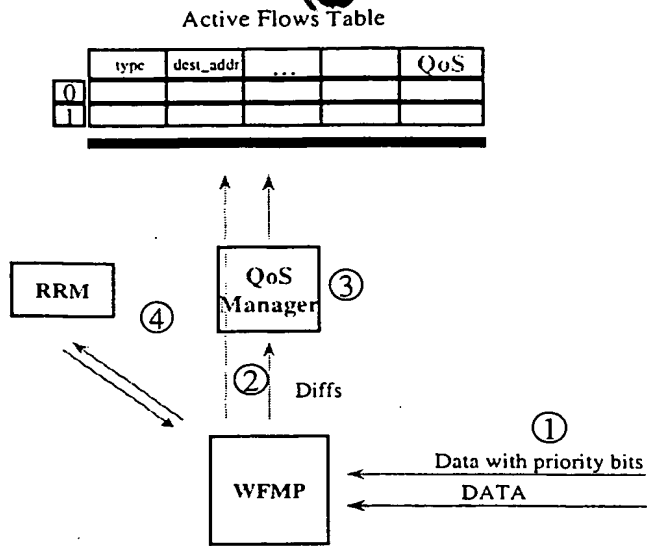 Active Flows Table
type dest_addr ... QoS
0
1
RRM
QoS
Manager
③
④
②
Diffs
①
Data with priority bits
WFMP
DATA